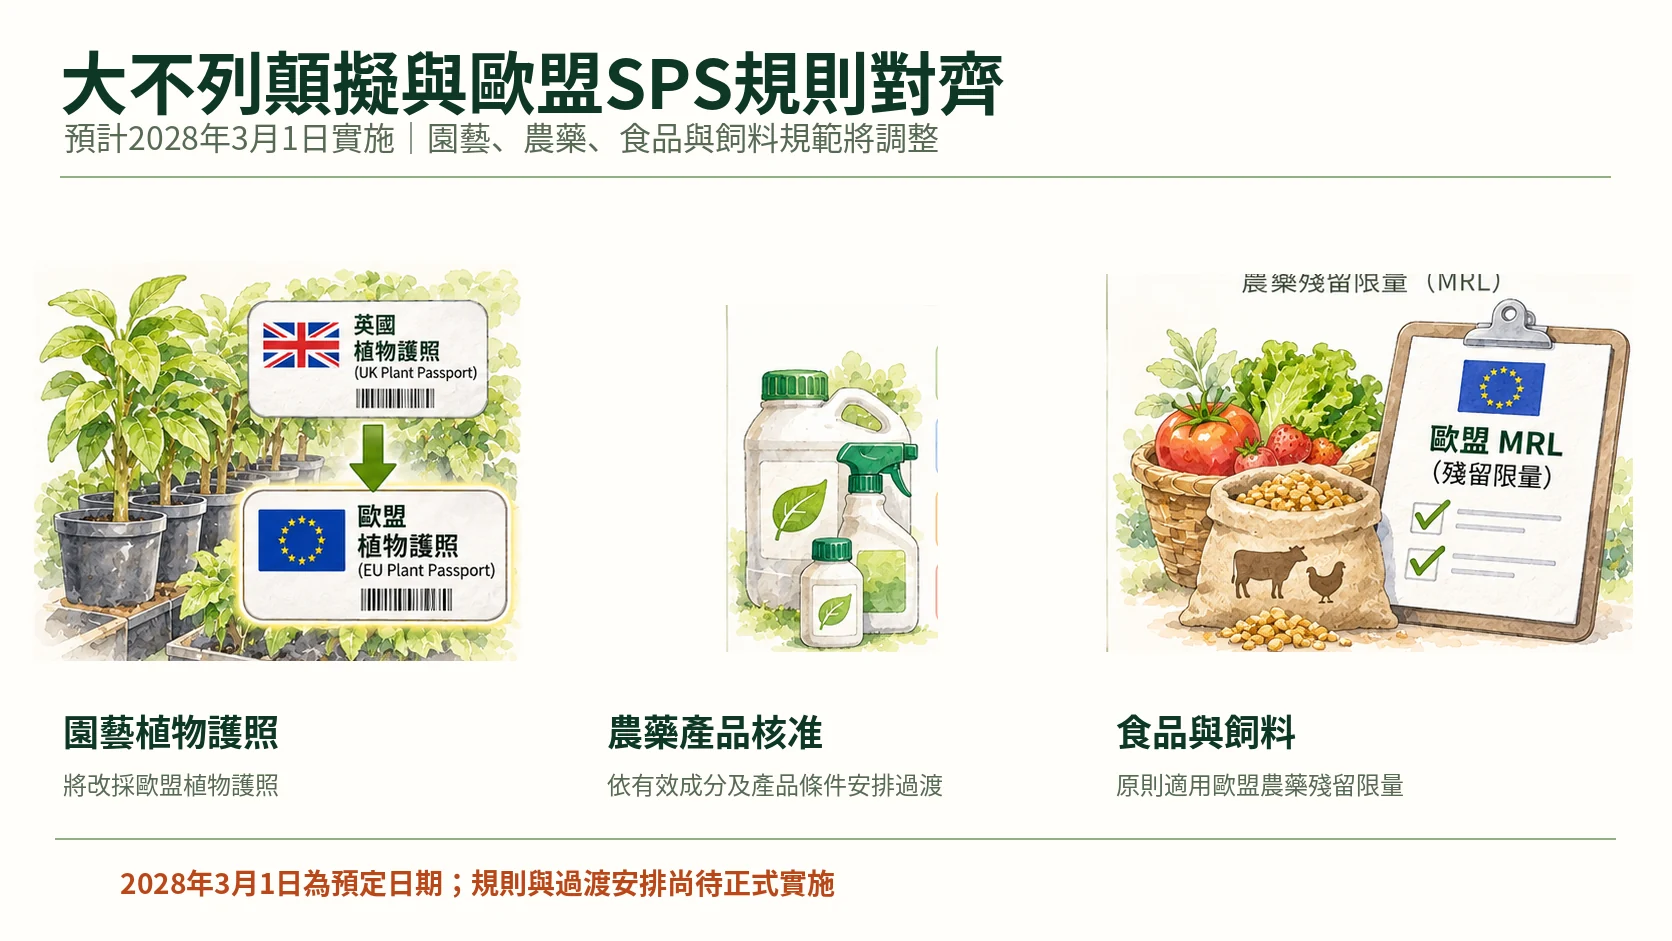 大不列顛擬與歐盟SPS規則對齊
預計2028年3月1日實施｜園藝、農藥、食品與飼料規範將調整
英國
植物護照
(UK Plant Passport)
歐盟
植物護照
(EU Plant Passport)
農藥殘留限量（MRL）
歐盟 MRL
（殘留限量）
園藝植物護照
將改採歐盟植物護照
農藥產品核准
依有效成分及產品條件安排過渡
食品與飼料
原則適用歐盟農藥殘留限量
2028年3月1日為預定日期；規則與過渡安排尚待正式實施